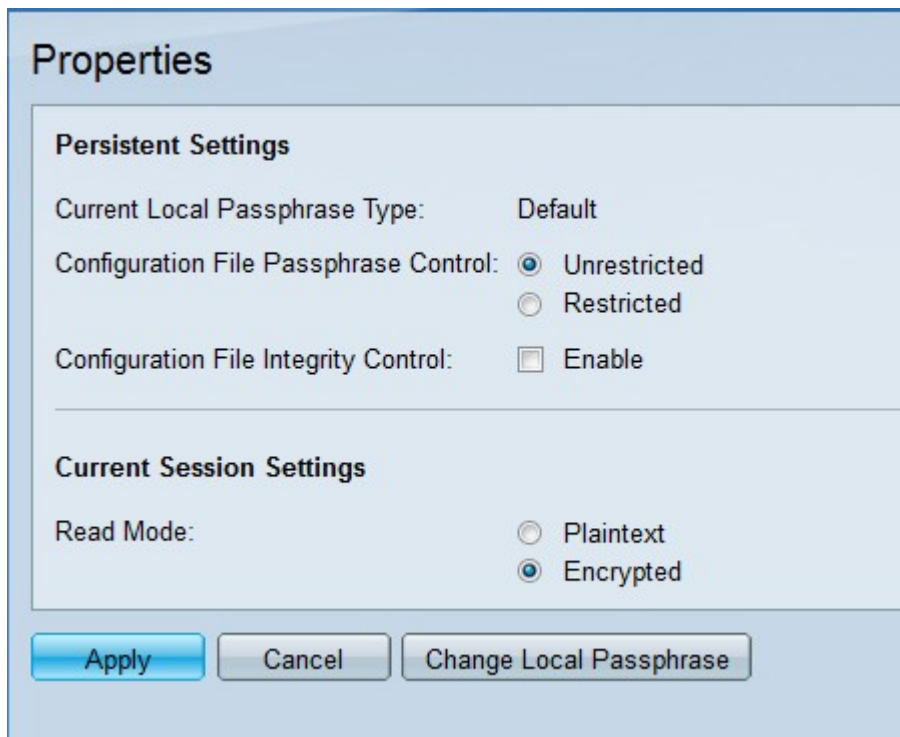 Properties
Persistent Settings
Current Local Passphrase Type: Default
Configuration File Passphrase Control: Unrestricted
Restricted
Configuration File Integrity Control: Enable
Current Session Settings
Read Mode: Plaintext
Encrypted
Apply Cancel Change Local Passphrase